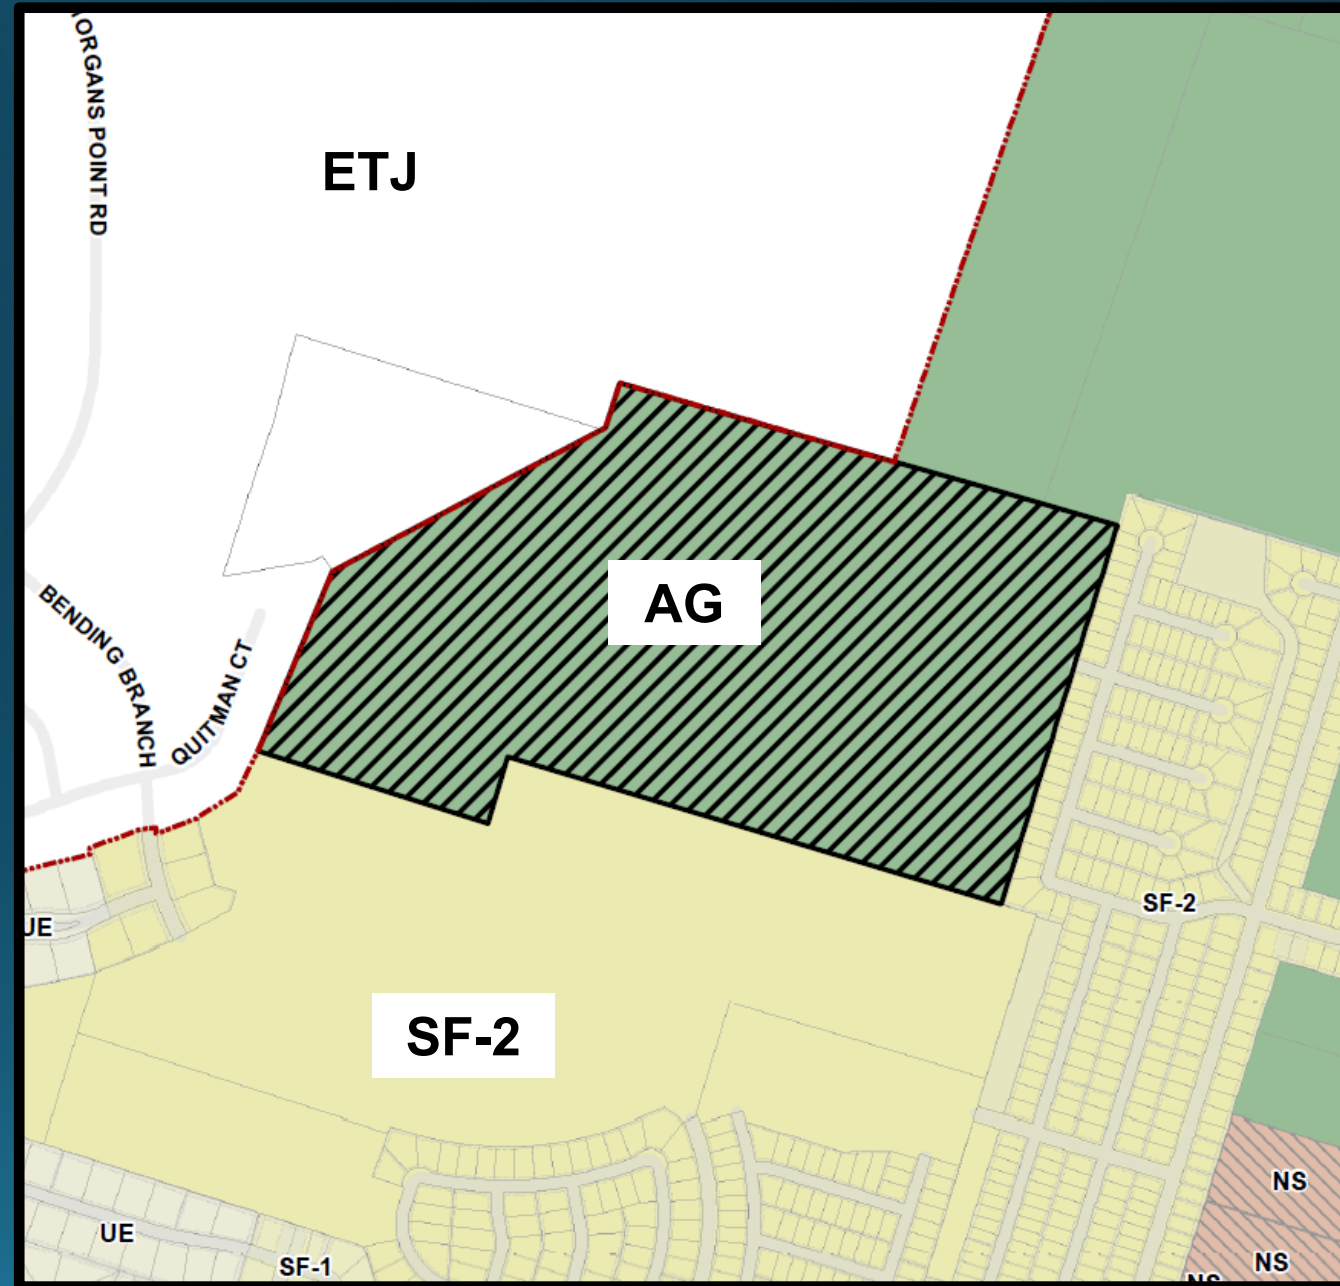 ORGANS POINT RD
ETJ
BENDING BRANCH
QUITMAN CT
AG
SF-2
UE
SF-2
NS
UE
SF-1
NS
NS